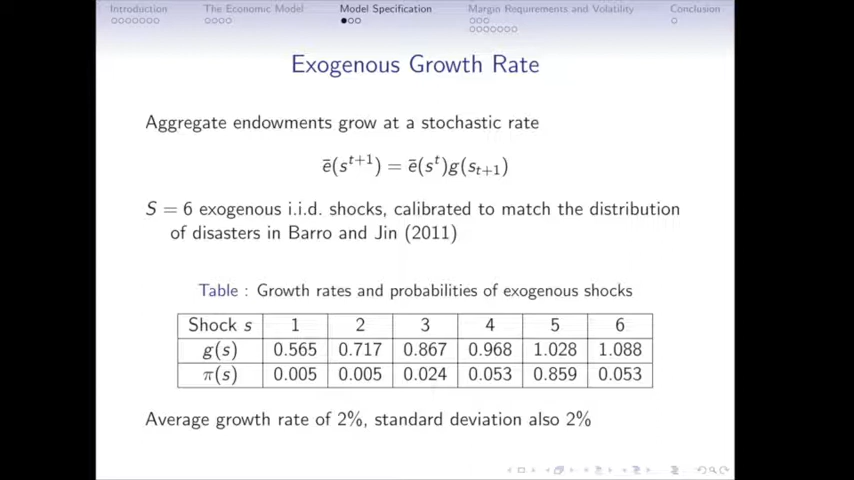 Introduction The Economic Model Model Specification Margin Requirements and Volatility Conclusion
Exogenous Growth Rate
Aggregate endowments grow at a stochastic rate
ē(s^{t+1}) = ē(s^t)g(s_{t+1})
S = 6 exogenous i.i.d. shocks, calibrated to match the distribution
of disasters in Barro and Jin (2011)
Table : Growth rates and probabilities of exogenous shocks
Shock s 1 2 3 4 5 6
g(s) 0.565 0.717 0.867 0.968 1.028 1.088
π(s) 0.005 0.005 0.024 0.053 0.859 0.053
Average growth rate of 2%, standard deviation also 2%